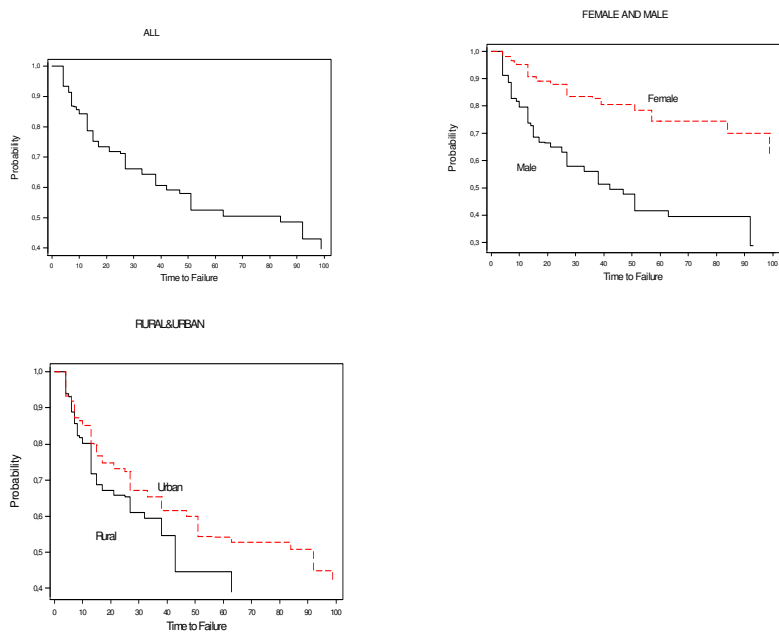 ALL
1,0
0,9
0,8
0,7
0,6
0,5
0,4
Probability
0 10 20 30 40 50 60 70 80 90 100
Time to Failure
FEMALE AND MALE
1,0
0,9
0,8
0,7
0,6
0,5
0,4
0,3
Probability
Female
Male
0 10 20 30 40 50 60 70 80 90 100
Time to Failure
RURAL&URBAN
1,0
0,9
0,8
0,7
0,6
0,5
0,4
Probability
Urban
Rural
0 10 20 30 40 50 60 70 80 90 100
Time to Failure